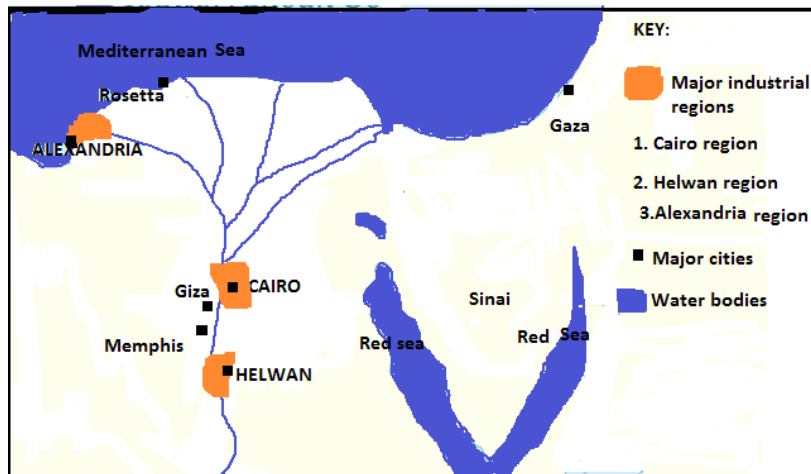 Mediterranean Sea
Rosetta
ALEXANDRIA
Gaza
CAIRO
Giza
Memphis
HELWAN
Sinai
Red sea
Red Sea
KEY:
Major industrial
regions
1. Cairo region
2. Helwan region
3.Alexandria region
Major cities
Water bodies